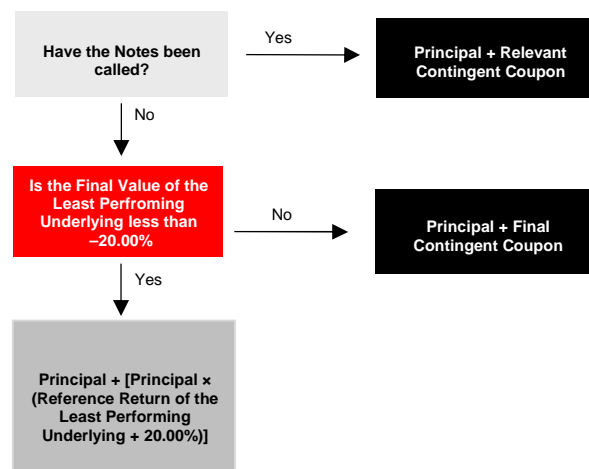 Have the Notes been
called?
Yes
Principal + Relevant
Contingent Coupon
No
Is the Final Value of the
Least Perfroming
Underlying less than
–20.00%
No
Principal + Final
Contingent Coupon
Yes
Principal + [Principal ×
(Reference Return of the
Least Performing
Underlying + 20.00%)]